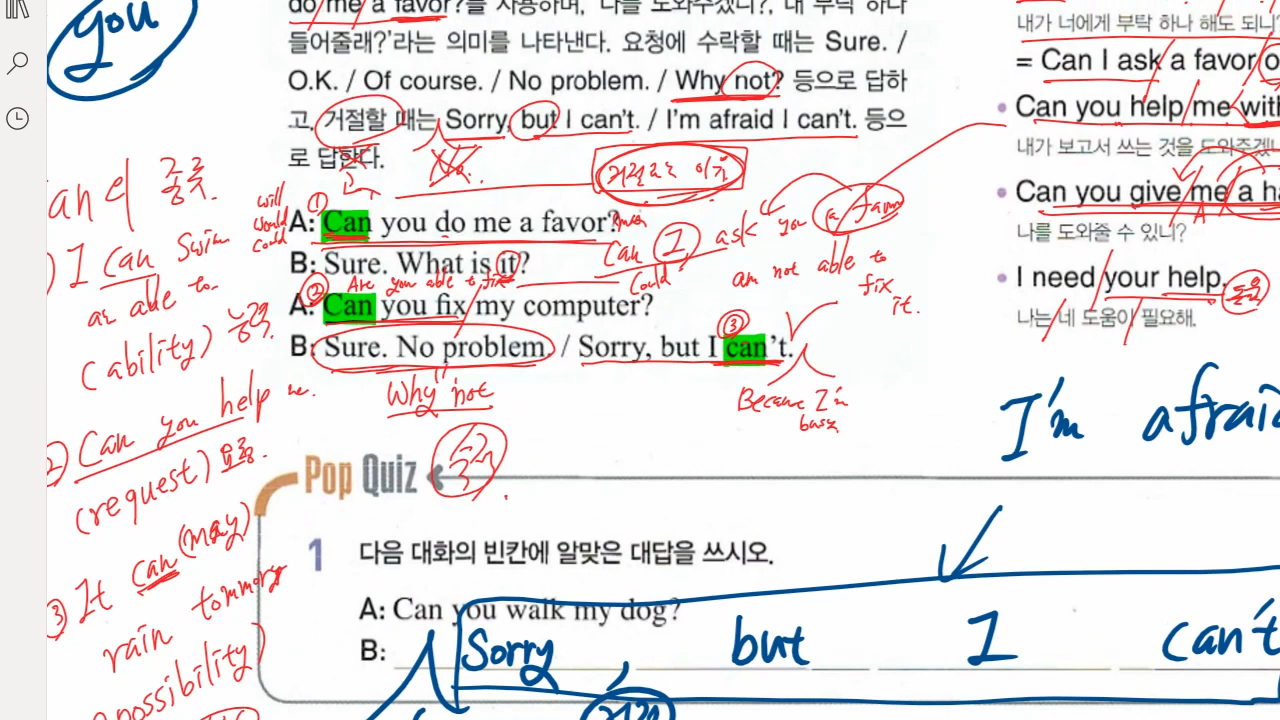 you
do me a favor?를 사용하며, '나를 도와주겠니?, 내 부탁 하나
들어줄래?'라는 의미를 나타낸다. 요청에 수락할 때는 Sure. /
O.K. / Of course. / No problem. / Why not? 등으로 답하
고, 거절할 때는 Sorry, but I can't. / I'm afraid I can't. 등으
로 답한다.
No.
will
would
could
①
A: Can you do me a favor?
can I ask you a favor
could
B: Sure. What is it?
② Are you able to fix
am not able to
fix
it.
A: Can you fix my computer?
③
B: Sure. No problem. / Sorry, but I can't.
Why not
Because I'm
busy
can의 종류.
① I can swim
am able to
(ability) 능력
② Can you help me.
(request) 요청.
③ It can (may)
rain tommorow
possibility)
내가 너에게 부탁 하나 해도 되니
= Can I ask a favor o
• Can you help me with
내가 보고서 쓰는 것을 도와주겠니
• Can you give me a ha
나를 도와줄 수 있니?
• I need your help.
도움
나는 네 도움이 필요해.
I'm afraid
Pop Quiz
1 다음 대화의 빈칸에 알맞은 대답을 쓰시오.
A: Can you walk my dog?
B: Sorry, but I can't
거절